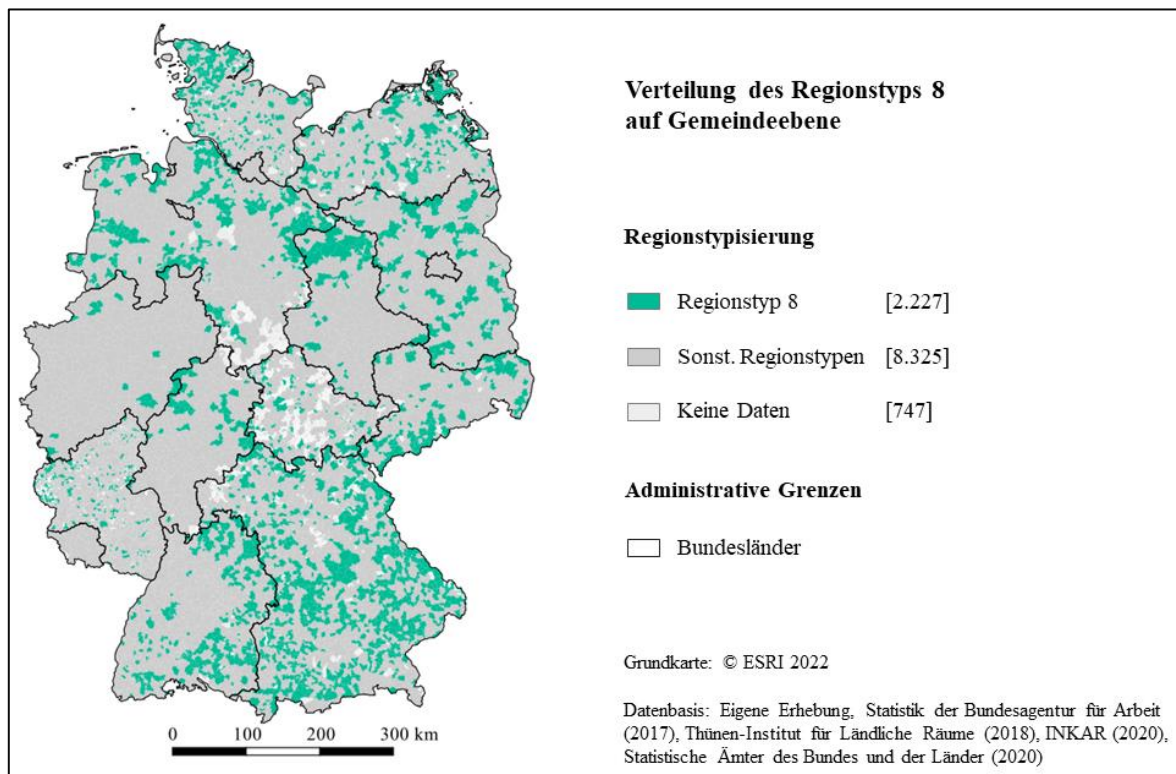 Verteilung des Regionstyps 8
auf Gemeindeebene
Regionstypisierung
Regionstyp 8 [2.227]
Sonst. Regionstypen [8.325]
Keine Daten [747]
Administrative Grenzen
Bundesländer
Grundkarte: © ESRI 2022
Datenbasis: Eigene Erhebung, Statistik der Bundesagentur für Arbeit
(2017), Thünen-Institut für Ländliche Räume (2018), INKAR (2020),
Statistische Ämter des Bundes und der Länder (2020)
0 100 200 300 km